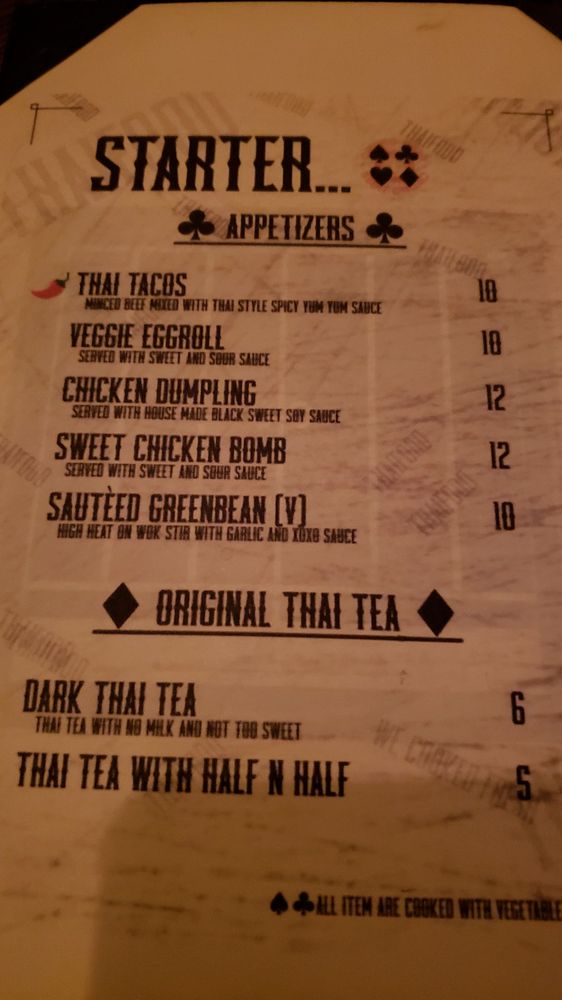 STARTER...
APPETIZERS
THAI TACOS 10
MINCED BEEF MIXED WITH THAI STYLE SPICY YUM YUM SAUCE
VEGGIE EGGROLL 10
SERVED WITH SWEET AND SOUR SAUCE
CHICKEN DUMPLING 12
SERVED WITH HOUSE MADE BLACK SWEET SOY SAUCE
SWEET CHICKEN BOMB 12
SERVED WITH SWEET AND SOUR SAUCE
SAUTÈED GREENBEAN (V) 10
HIGH HEAT ON WOK STIR WITH GARLIC AND XOXO SAUCE
ORIGINAL THAI TEA
DARK THAI TEA 6
THAI TEA WITH NO MILK AND NOT TOO SWEET
THAI TEA WITH HALF N HALF 5
ALL ITEM ARE COOKED WITH VEGETABLE